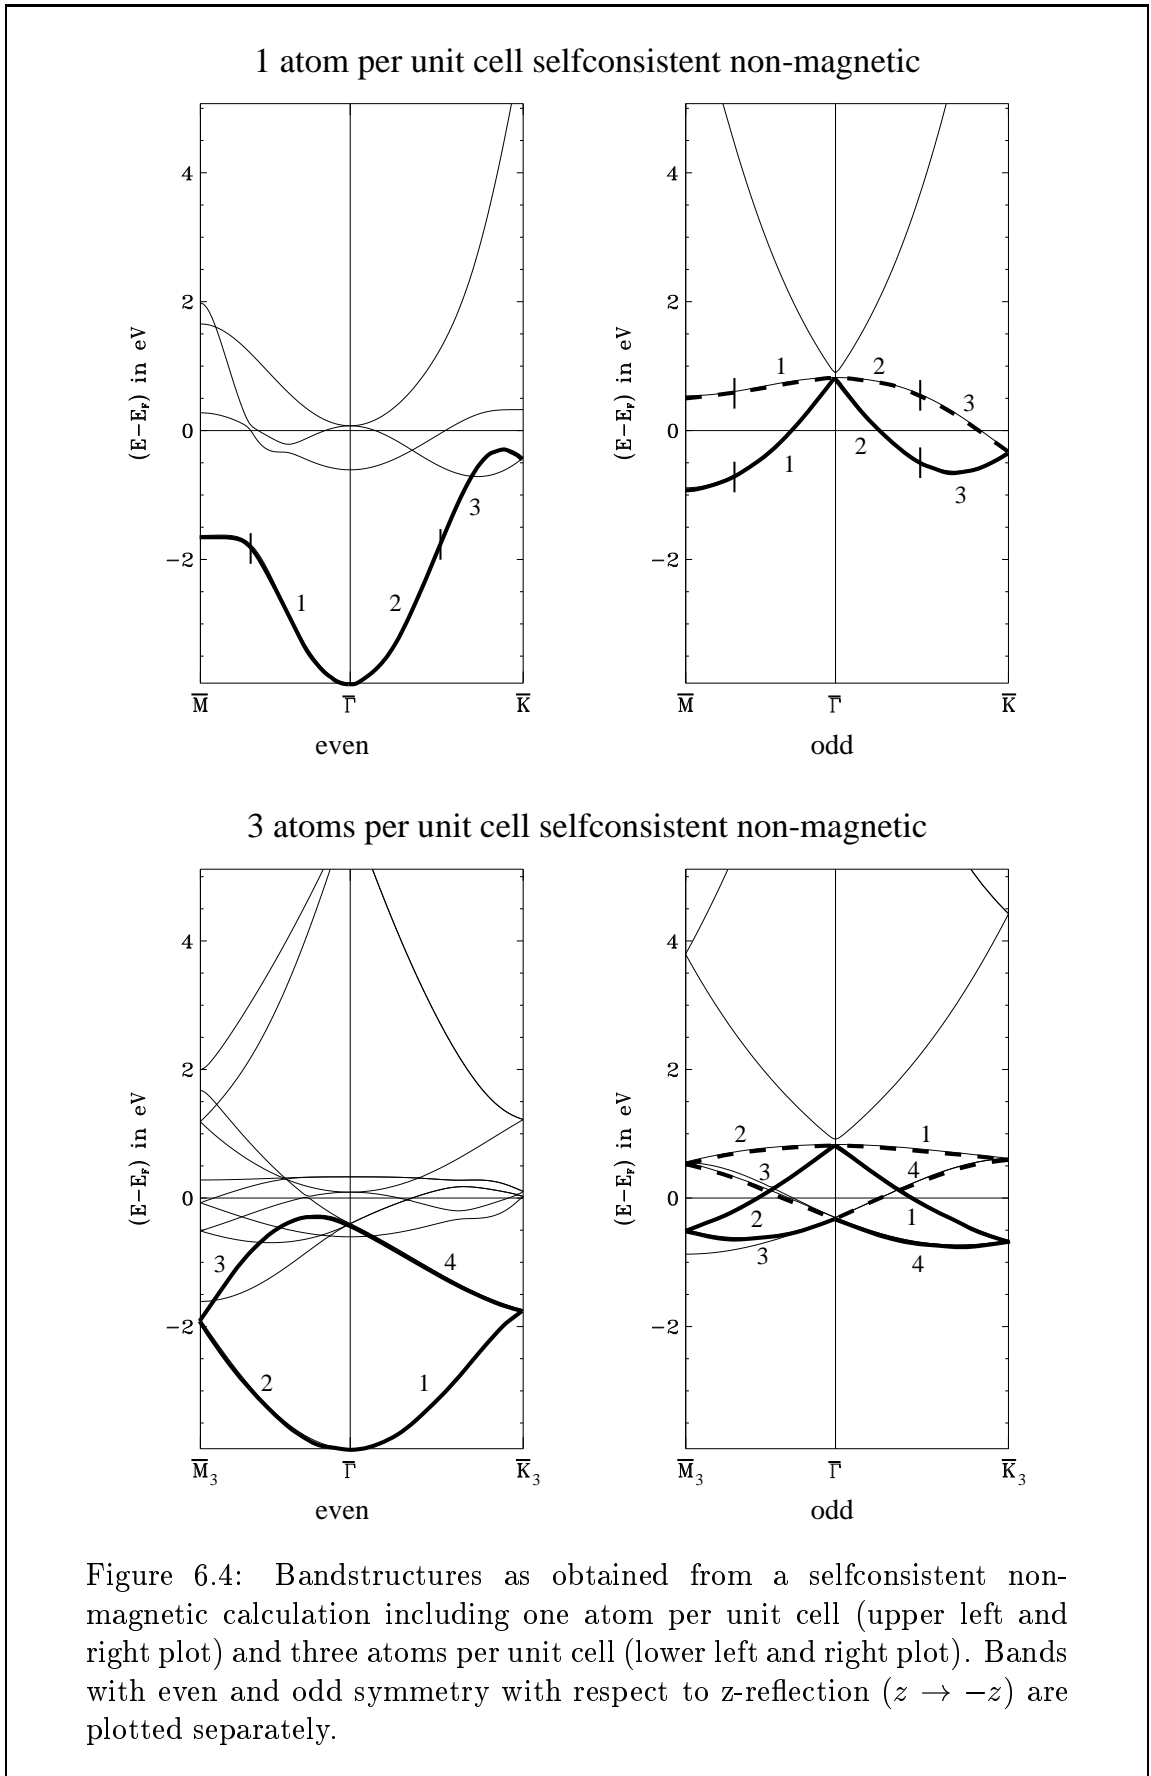 1 atom per unit cell selfconsistent non-magnetic
4
2
0
−2
(E−E_F) in eV
1
2
3
M̅
Γ̅
K̅
even
4
2
0
−2
(E−E_F) in eV
1
2
3
1
2
3
M̅
Γ̅
K̅
odd
3 atoms per unit cell selfconsistent non-magnetic
4
2
0
−2
(E−E_F) in eV
3
4
2
1
M̅₃
Γ̅
K̅₃
even
4
2
0
−2
(E−E_F) in eV
2
1
3
4
2
1
3
4
M̅₃
Γ̅
K̅₃
odd
Figure 6.4: Bandstructures as obtained from a selfconsistent non-
magnetic calculation including one atom per unit cell (upper left and
right plot) and three atoms per unit cell (lower left and right plot). Bands
with even and odd symmetry with respect to z-reflection (z → −z) are
plotted separately.